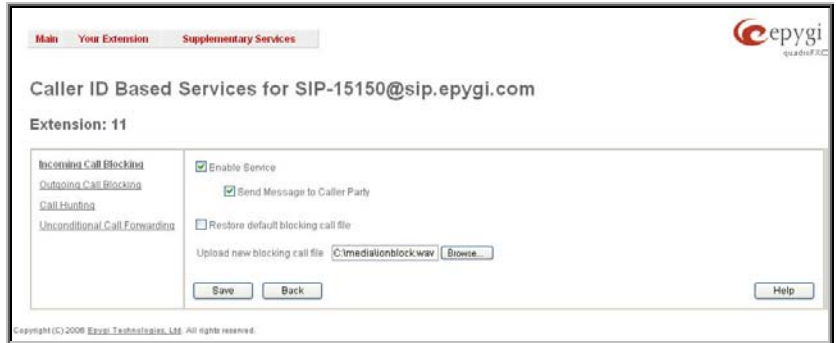 Main Your Extension Supplementary Services
epygi
quadroFXO
Caller ID Based Services for SIP-15150@sip.epygi.com
Extension: 11
Incoming Call Blocking
Outgoing Call Blocking
Call Hunting
Unconditional Call Forwarding
Enable Service
Send Message to Caller Party
Restore default blocking call file
Upload new blocking call file C:\media\ionblock.wav Browse...
Save Back Help
Copyright (C) 2006 Epygi Technologies, Ltd. All rights reserved.